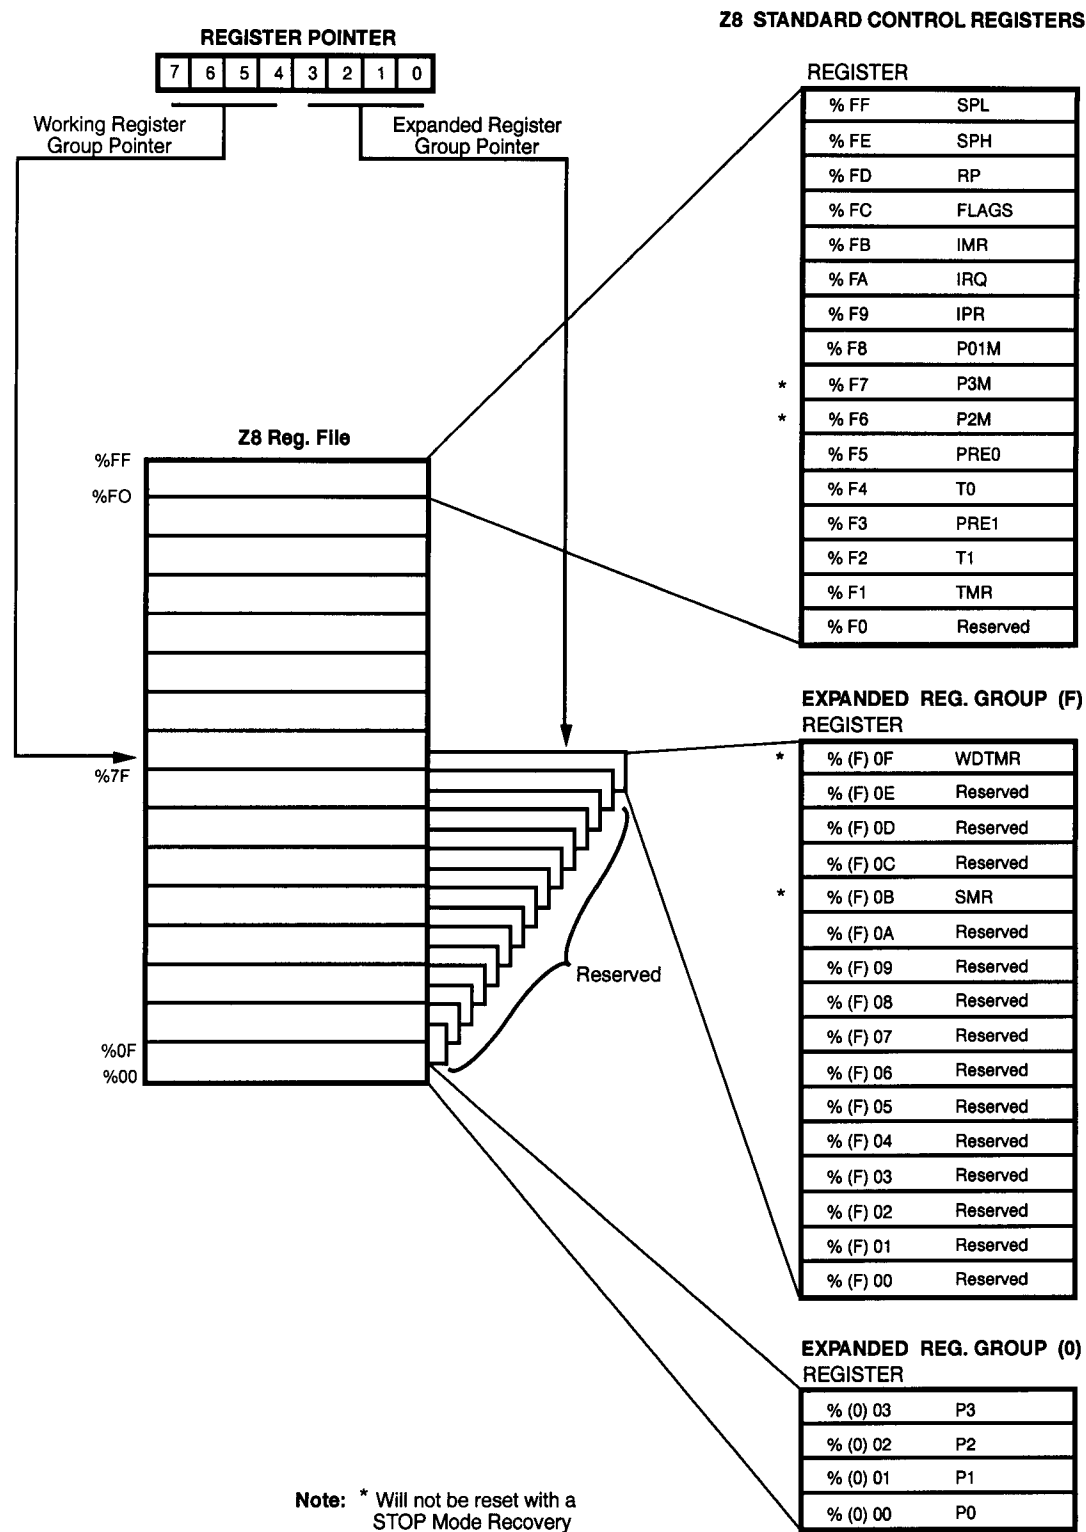 Z8 STANDARD CONTROL REGISTERS
REGISTER POINTER
7 6 5 4 3 2 1 0
Working Register
Group Pointer
Expanded Register
Group Pointer
REGISTER
% FF SPL
% FE SPH
% FD RP
% FC FLAGS
% FB IMR
% FA IRQ
% F9 IPR
% F8 P01M
* % F7 P3M
* % F6 P2M
% F5 PRE0
% F4 T0
% F3 PRE1
% F2 T1
% F1 TMR
% F0 Reserved
Z8 Reg. File
%FF
%FO
%7F
%0F
%00
Reserved
EXPANDED REG. GROUP (F)
REGISTER
* % (F) 0F WDTMR
% (F) 0E Reserved
% (F) 0D Reserved
% (F) 0C Reserved
* % (F) 0B SMR
% (F) 0A Reserved
% (F) 09 Reserved
% (F) 08 Reserved
% (F) 07 Reserved
% (F) 06 Reserved
% (F) 05 Reserved
% (F) 04 Reserved
% (F) 03 Reserved
% (F) 02 Reserved
% (F) 01 Reserved
% (F) 00 Reserved
EXPANDED REG. GROUP (0)
REGISTER
% (0) 03 P3
% (0) 02 P2
% (0) 01 P1
% (0) 00 P0
Note: * Will not be reset with a
STOP Mode Recovery